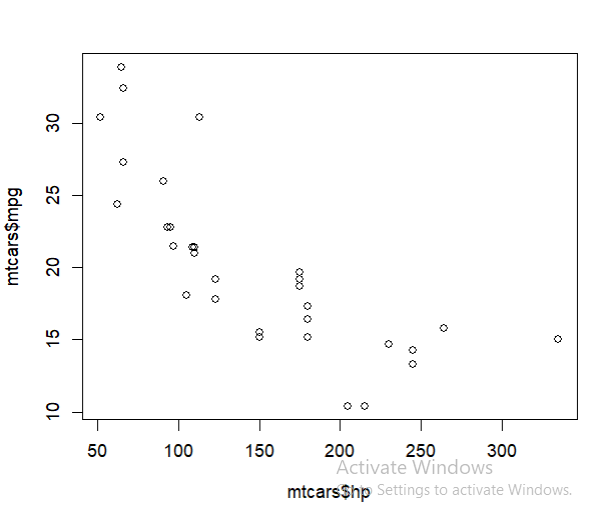 mtcars$mpg
30
25
20
15
10
50 100 150 200 250 300
Activate Windows
mtcars$hp
to Settings to activate Windows.